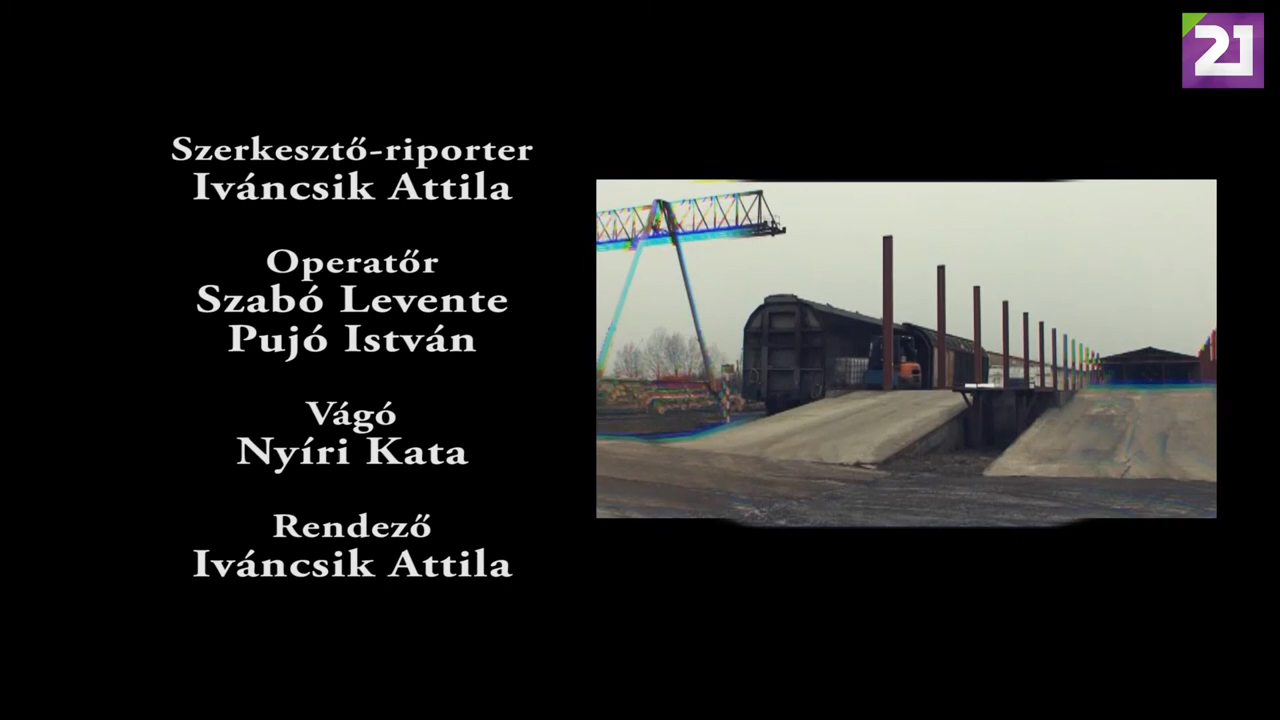 21
Szerkesztő-riporter
Iváncsik Attila
Operatőr
Szabó Levente
Pujó István
Vágó
Nyíri Kata
Rendező
Iváncsik Attila